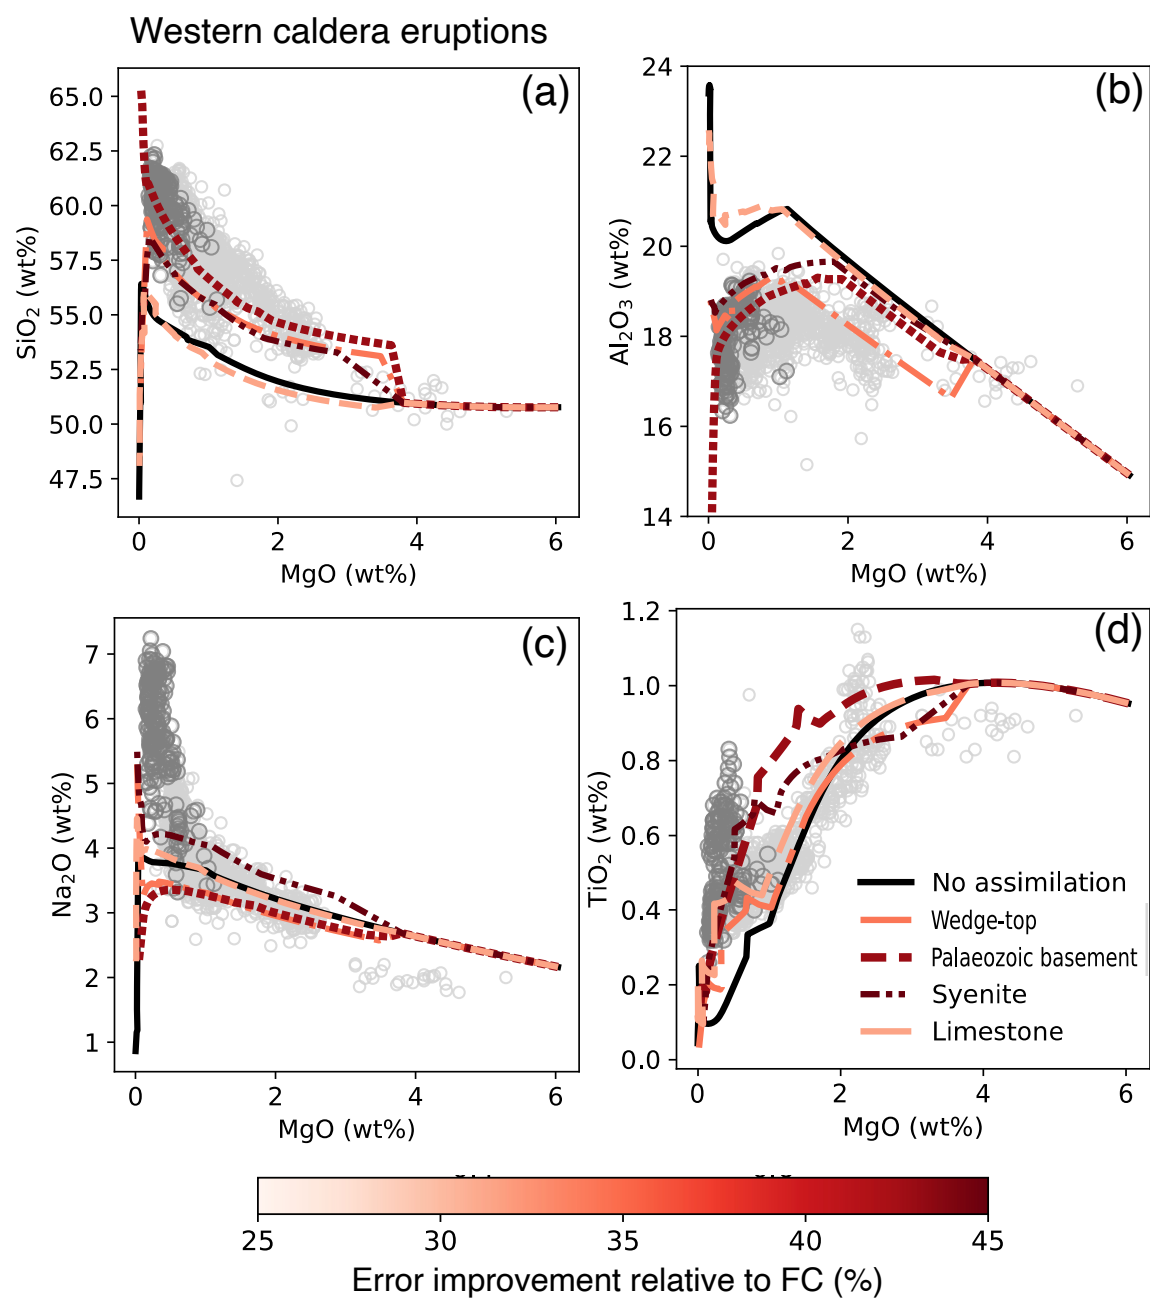 Western caldera eruptions
(a)
65.0
62.5
60.0
57.5
55.0
52.5
50.0
47.5
SiO2 (wt%)
0 2 4 6
MgO (wt%)
(b)
24
22
20
18
16
14
Al2O3 (wt%)
0 2 4 6
MgO (wt%)
(c)
7
6
5
4
3
2
1
Na2O (wt%)
0 2 4 6
MgO (wt%)
(d)
1.2
1.0
0.8
0.6
0.4
0.2
0.0
TiO2 (wt%)
No assimilation
Wedge-top
Palaeozoic basement
Syenite
Limestone
0 2 4 6
MgO (wt%)
25 30 35 40 45
Error improvement relative to FC (%)